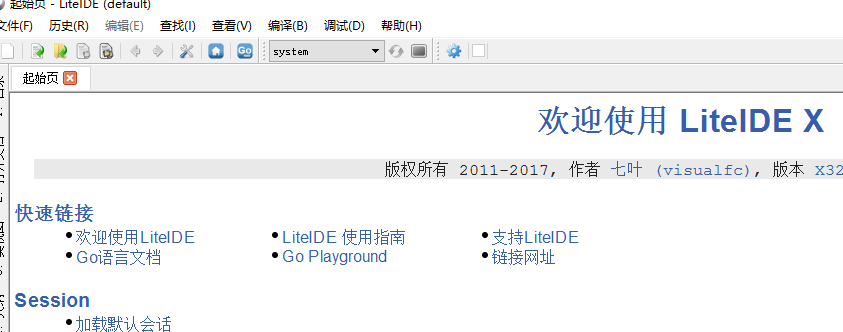 起始页 - LiteIDE (default)
文件(F) 历史(R) 编辑(E) 查找(I) 查看(V) 编译(B) 调试(D) 帮助(H)
Go system
起始页
欢迎使用 LiteIDE X
版权所有 2011-2017, 作者 七叶 (visualfc), 版本 X32
快速链接
欢迎使用LiteIDE LiteIDE 使用指南 支持LiteIDE
Go语言文档 Go Playground 链接网址
Session
加载默认会话